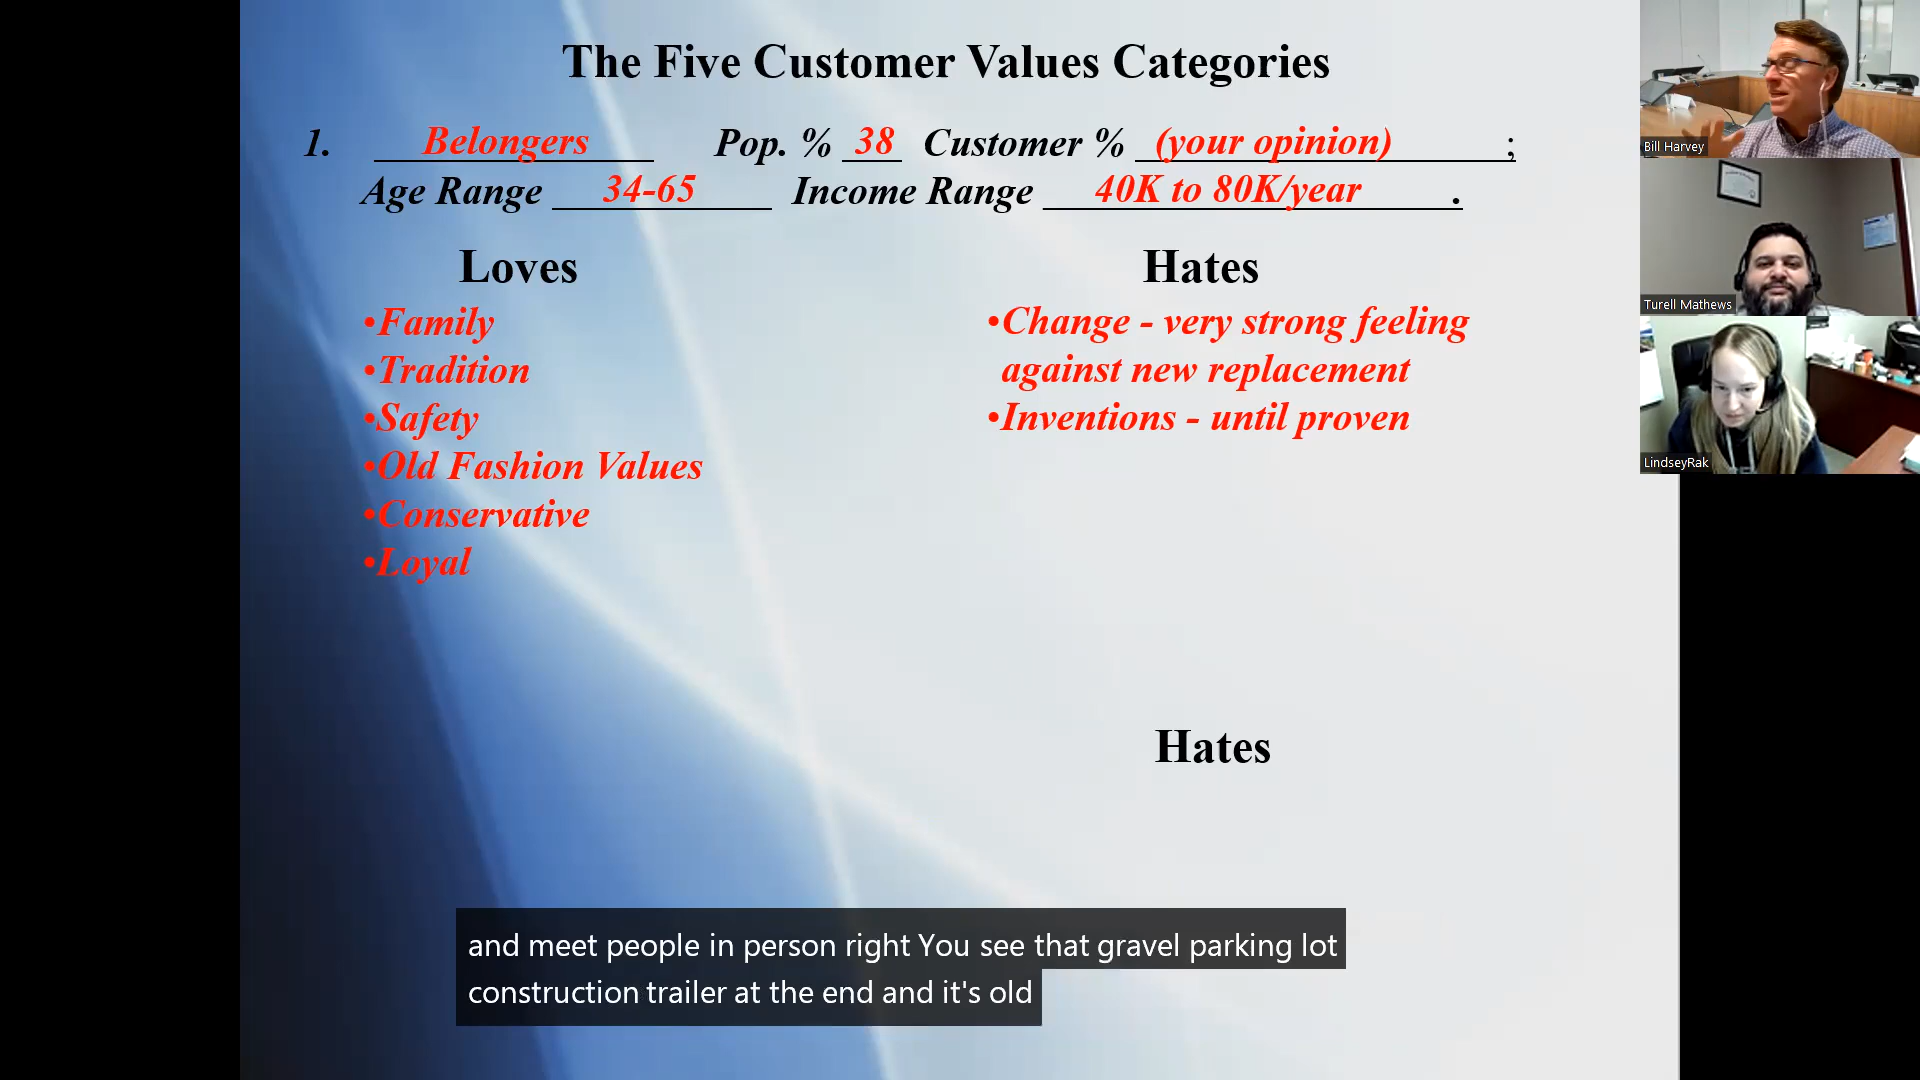 The Five Customer Values Categories
1. Belongers Pop. % 38 Customer % (your opinion) ;
Age Range 34-65 Income Range 40K to 80K/year .
Loves
•Family
•Tradition
•Safety
•Old Fashion Values
•Conservative
•Loyal
Hates
•Change - very strong feeling
against new replacement
•Inventions - until proven
Hates
and meet people in person right You see that gravel parking lot
construction trailer at the end and it's old
Bill Harvey
Turell Mathews
LindseyRak